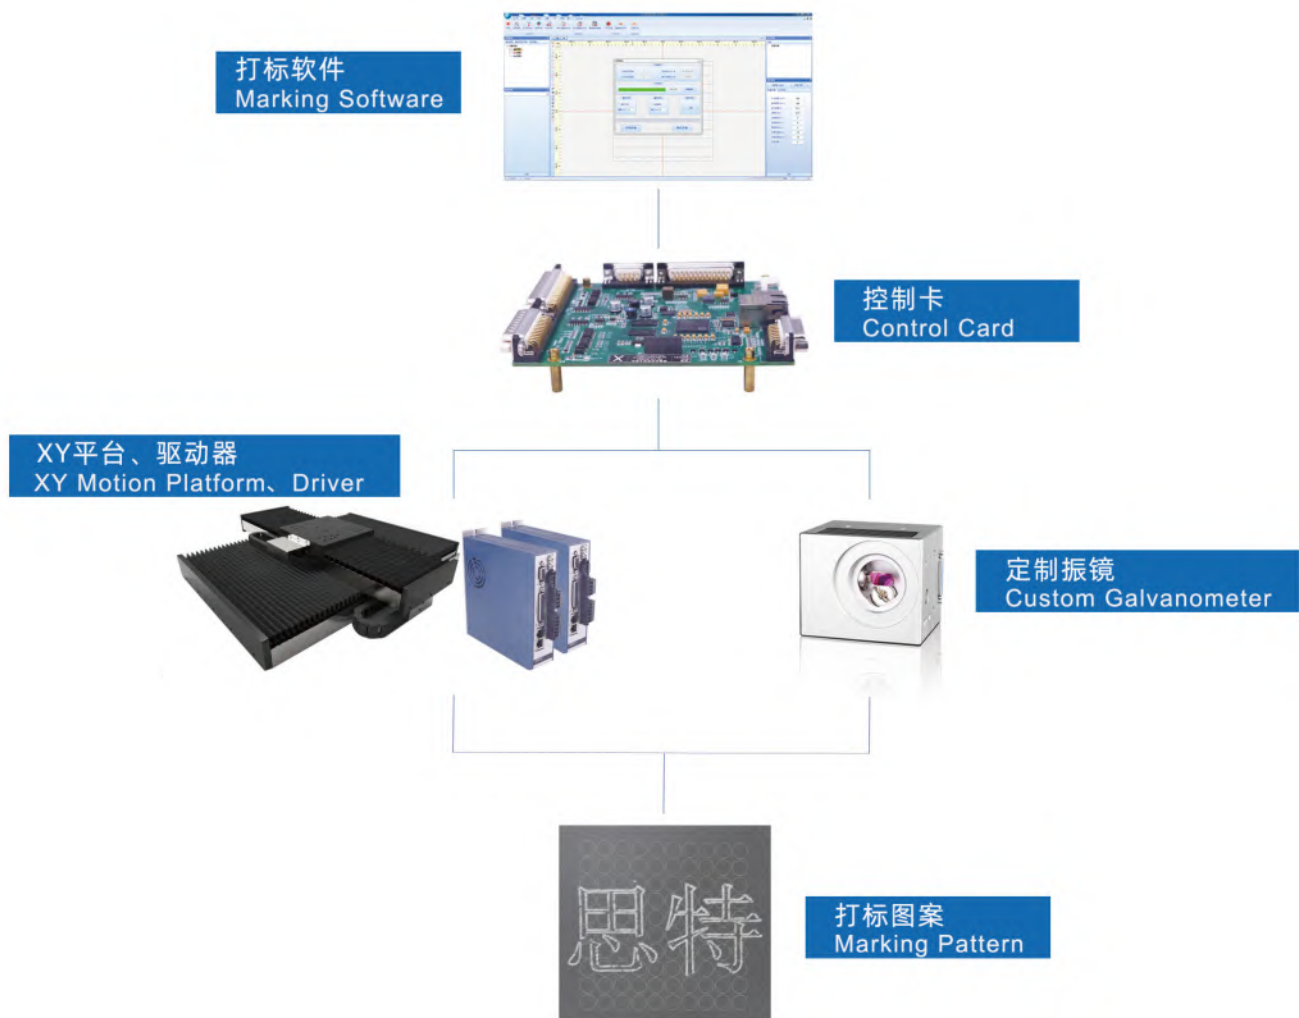 打标软件
Marking Software
控制卡
Control Card
XY平台、驱动器
XY Motion Platform、Driver
定制振镜
Custom Galvanometer
思特
打标图案
Marking Pattern